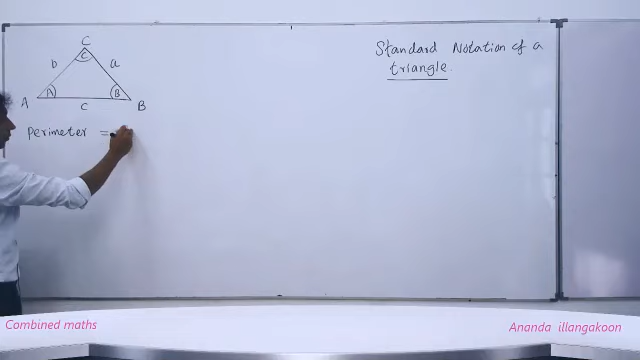 Standard Notation of a
triangle.
C
C
b
a
A
A
B
B
c
Perimeter =
Combined maths
Ananda illangakoon